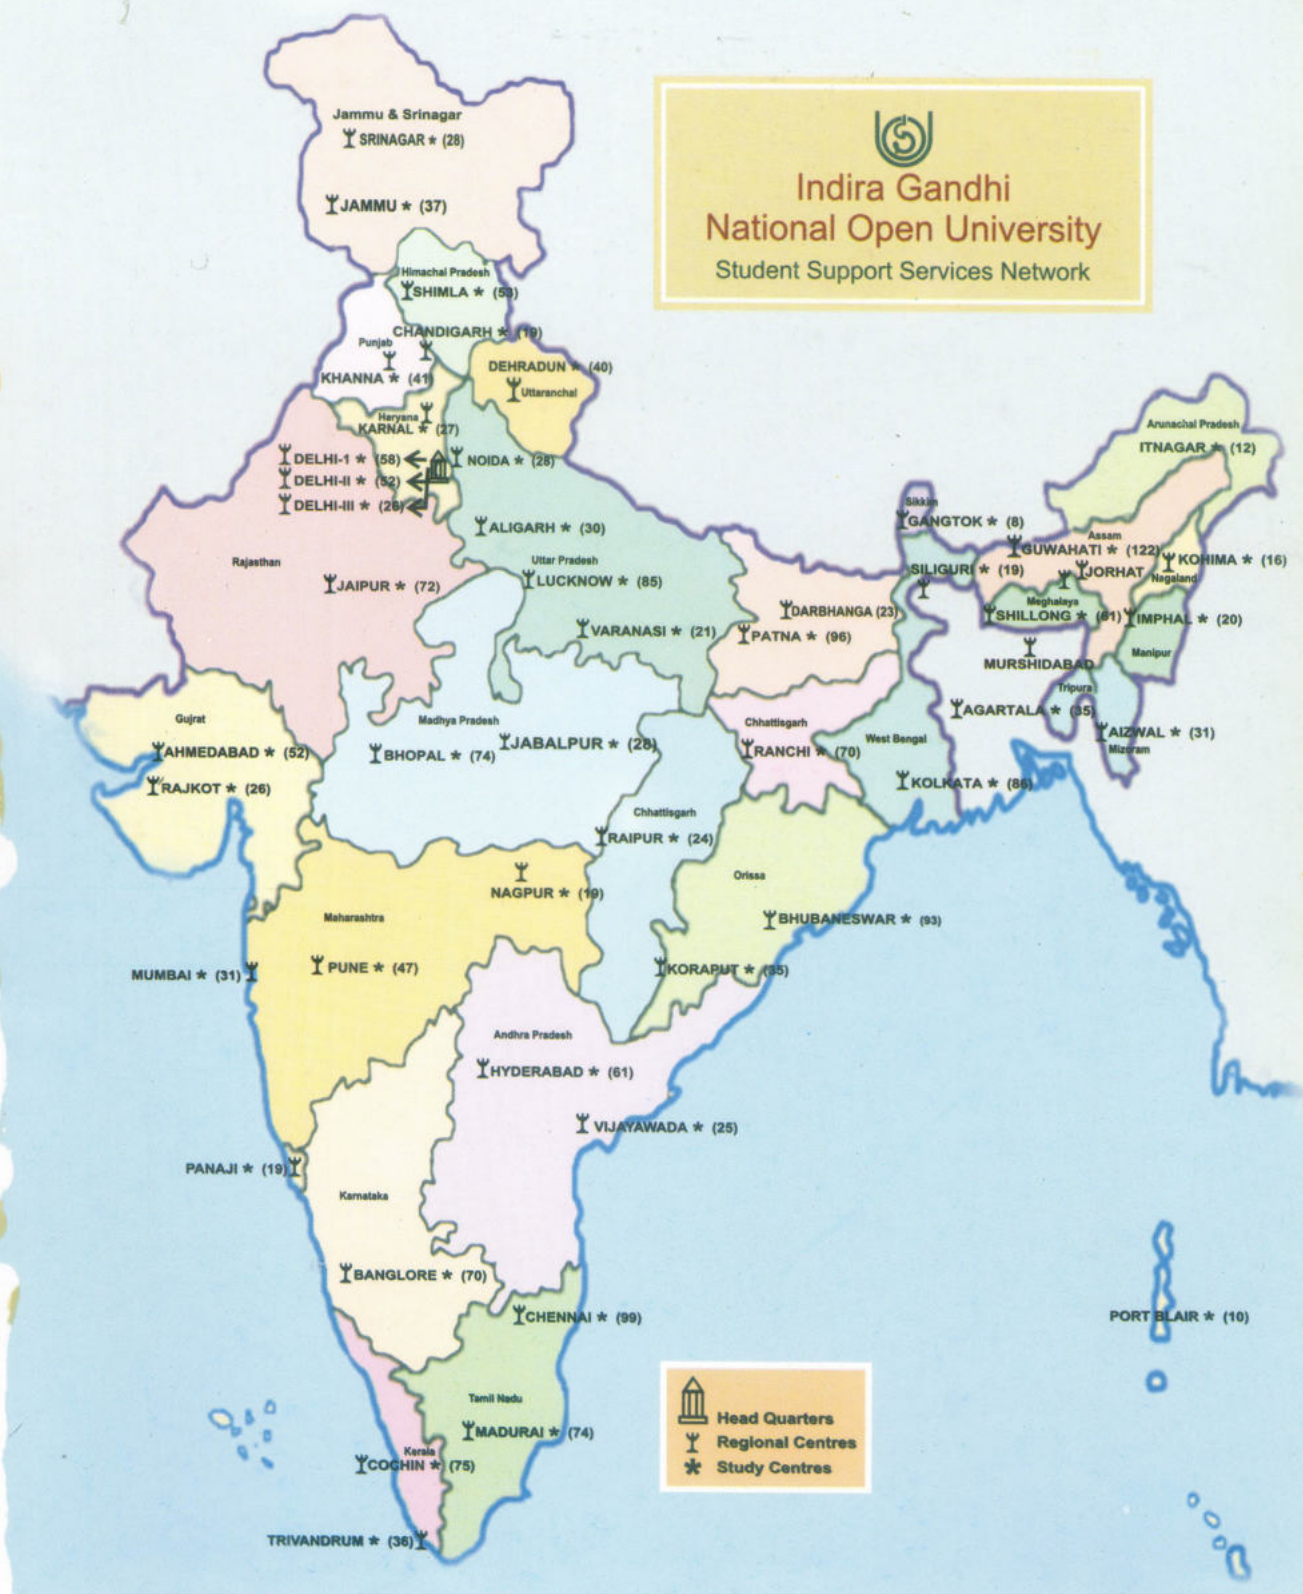 Indira Gandhi
National Open University
Student Support Services Network
Jammu & Srinagar
SRINAGAR * (28)
JAMMU * (37)
Himachal Pradesh
SHIMLA * (53)
CHANDIGARH * (19)
Punjab
KHANNA * (41)
DEHRADUN * (40)
Uttaranchal
Haryana
KARNAL * (27)
DELHI-1 * (58)
DELHI-II * (52)
DELHI-III * (26)
NOIDA * (28)
ALIGARH * (30)
Uttar Pradesh
LUCKNOW * (85)
VARANASI * (21)
Rajasthan
JAIPUR * (72)
Arunachal Pradesh
ITNAGAR * (12)
Sikkim
GANGTOK * (8)
Assam
GUWAHATI * (122)
SILIGURI * (19)
JORHAT
KOHIMA * (16)
Nagaland
Meghalaya
SHILLONG * (61)
IMPHAL * (20)
Manipur
DARBHANGA (23)
PATNA * (96)
MURSHIDABAD
Tripura
AGARTALA * (35)
AIZWAL * (31)
Mizoram
Gujrat
AHMEDABAD * (52)
RAJKOT * (26)
Madhya Pradesh
BHOPAL * (74)
JABALPUR * (28)
Chhattisgarh
RANCHI * (70)
West Bengal
KOLKATA * (86)
Chhattisgarh
RAIPUR * (24)
NAGPUR * (19)
Orissa
BHUBANESWAR * (93)
KORAPUT * (35)
Maharashtra
MUMBAI * (31)
PUNE * (47)
Andhra Pradesh
HYDERABAD * (61)
VIJAYAWADA * (25)
PANAJI * (19)
Karnataka
BANGLORE * (70)
CHENNAI * (99)
PORT BLAIR * (10)
Tamil Nadu
MADURAI * (74)
Kerala
COCHIN * (75)
TRIVANDRUM * (36)
Head Quarters
Regional Centres
* Study Centres